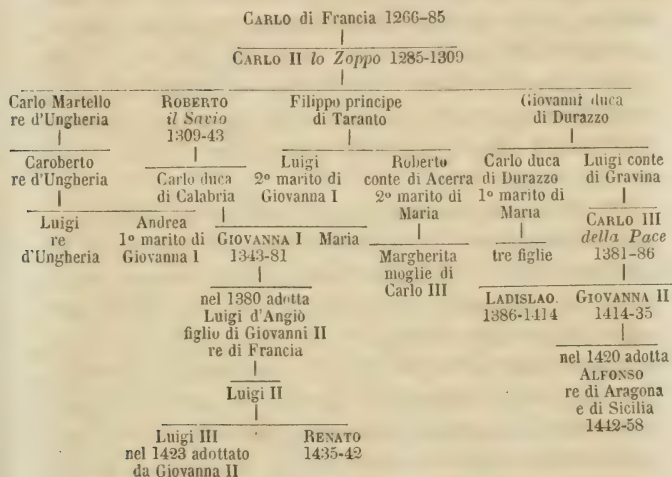 CARLO di Francia 1266-85
CARLO II lo Zoppo 1285-1309
Carlo Martello
re d'Ungheria
ROBERTO
il Savio
1309-43
Filippo principe
di Taranto
Giovanni duca
di Durazzo
Caroberto
re d'Ungheria
Carlo duca
di Calabria
Luigi
2º marito di
Giovanna I
Roberto
conte di Acerra
2º marito di
Maria
Carlo duca
di Durazzo
1º marito di
Maria
Luigi conte
di Gravina
Luigi
re
d'Ungheria
Andrea
1º marito di
Giovanna I
GIOVANNA I
1343-81
Maria
Margherita
moglie di
Carlo III
tre figlie
CARLO III
della Pace
1381-86
nel 1380 adotta
Luigi d'Angiò
figlio di Giovanni II
re di Francia
LADISLAO.
1386-1414
GIOVANNA II
1414-35
Luigi II
nel 1420 adotta
ALFONSO
re di Aragona
e di Sicilia
1442-58
Luigi III
nel 1423 adottato
da Giovanna II
RENATO
1435-42